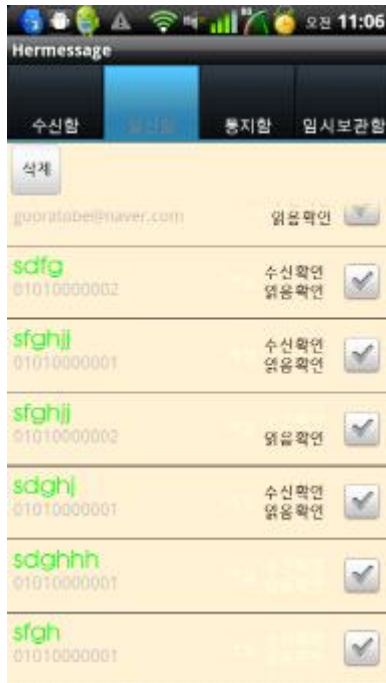 오전 11:06
Hermessage
수신함 발신함 통지함 임시보관함
삭제
guoratobe@naver.com 읽음확인
sdfg 수신확인
01010000002 읽음확인
sfghjj 수신확인
01010000001 읽음확인
sfghjj
01010000002 읽음확인
sdghj 수신확인
01010000001 읽음확인
sdghhh
01010000001
sfgh
01010000001